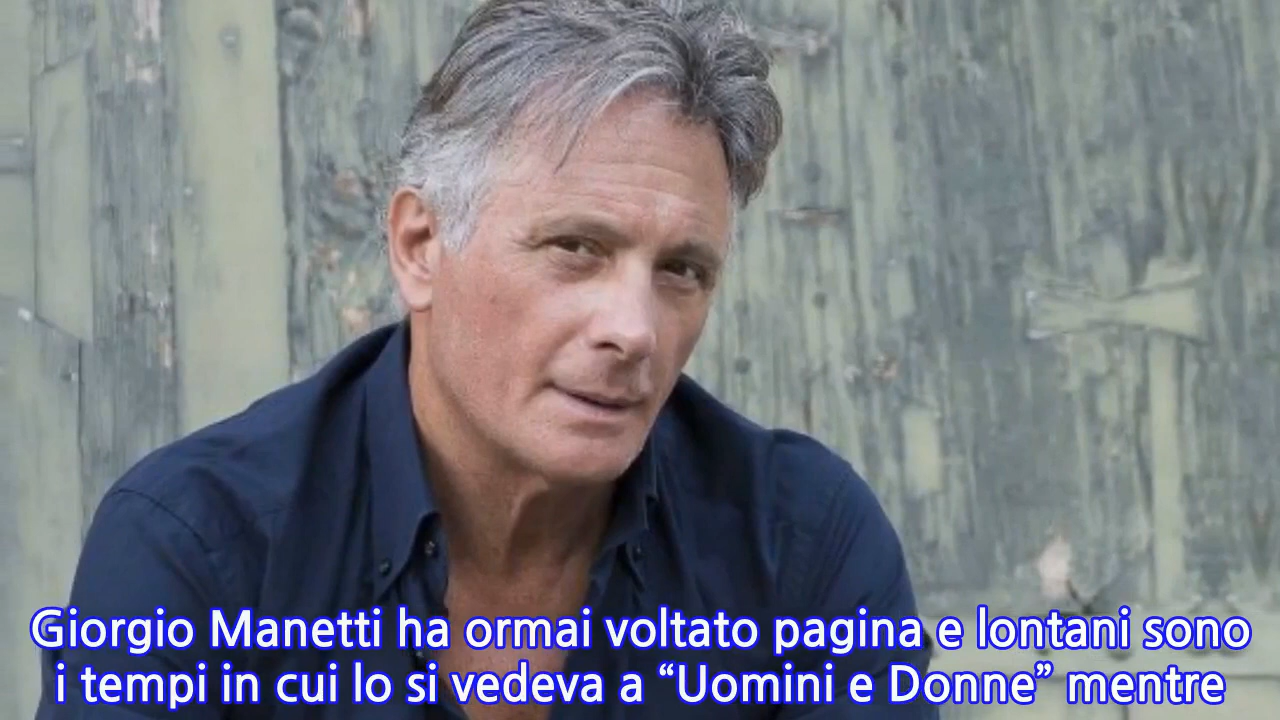 Giorgio Manetti ha ormai voltato pagina e lontani sono
i tempi in cui lo si vedeva a “Uomini e Donne” mentre